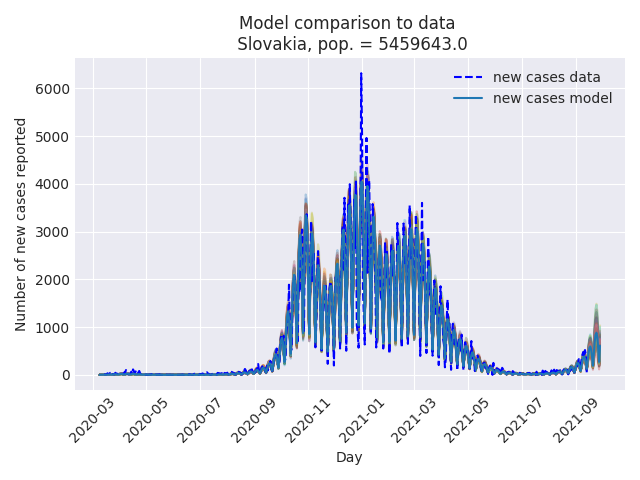 Model comparison to data
Slovakia, pop. = 5459643.0
new cases data
new cases model
Number of new cases reported
6000
5000
4000
3000
2000
1000
0
2020-03
2020-05
2020-07
2020-09
2020-11
2021-01
2021-03
2021-05
2021-07
2021-09
Day